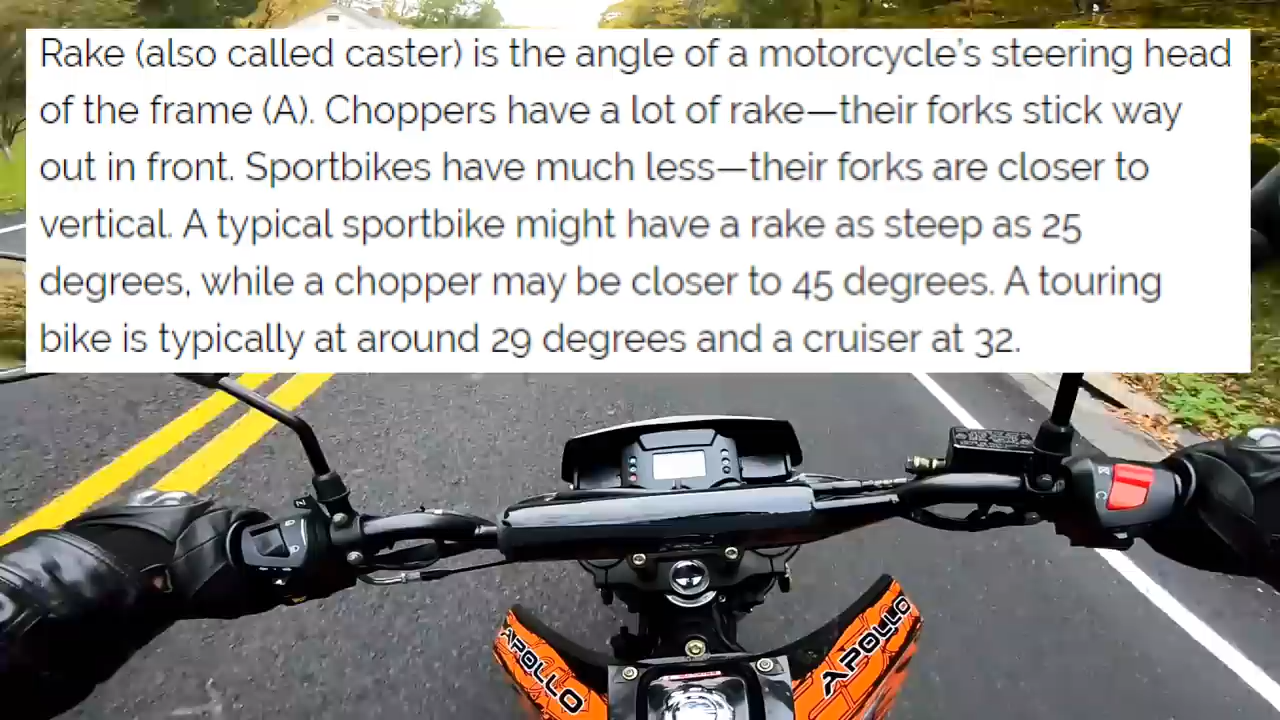 Rake (also called caster) is the angle of a motorcycle’s steering head
of the frame (A). Choppers have a lot of rake—their forks stick way
out in front. Sportbikes have much less—their forks are closer to
vertical. A typical sportbike might have a rake as steep as 25
degrees, while a chopper may be closer to 45 degrees. A touring
bike is typically at around 29 degrees and a cruiser at 32.
APOLLO
APOLLO